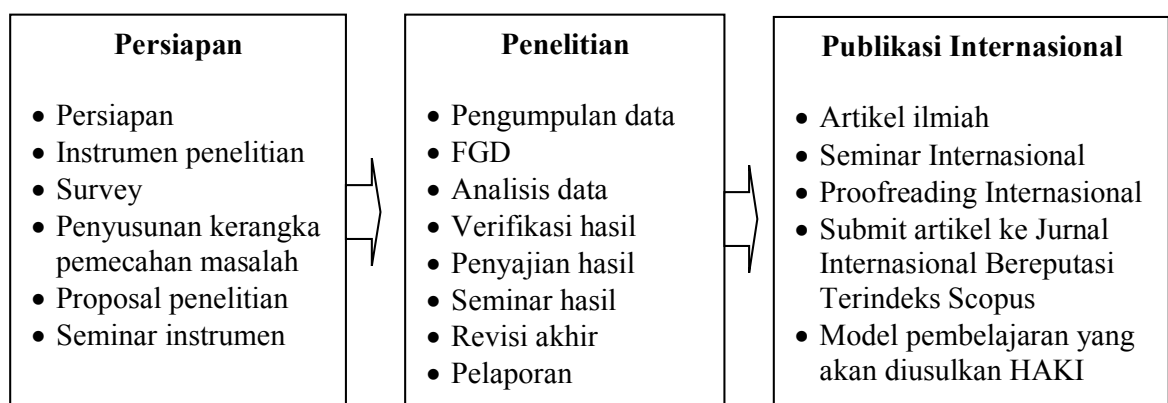 Persiapan
• Persiapan
• Instrumen penelitian
• Survey
• Penyusunan kerangka
pemecahan masalah
• Proposal penelitian
• Seminar instrumen
Penelitian
• Pengumpulan data
• FGD
• Analisis data
• Verifikasi hasil
• Penyajian hasil
• Seminar hasil
• Revisi akhir
• Pelaporan
Publikasi Internasional
• Artikel ilmiah
• Seminar Internasional
• Proofreading Internasional
• Submit artikel ke Jurnal
Internasional Bereputasi
Terindeks Scopus
• Model pembelajaran yang
akan diusulkan HAKI